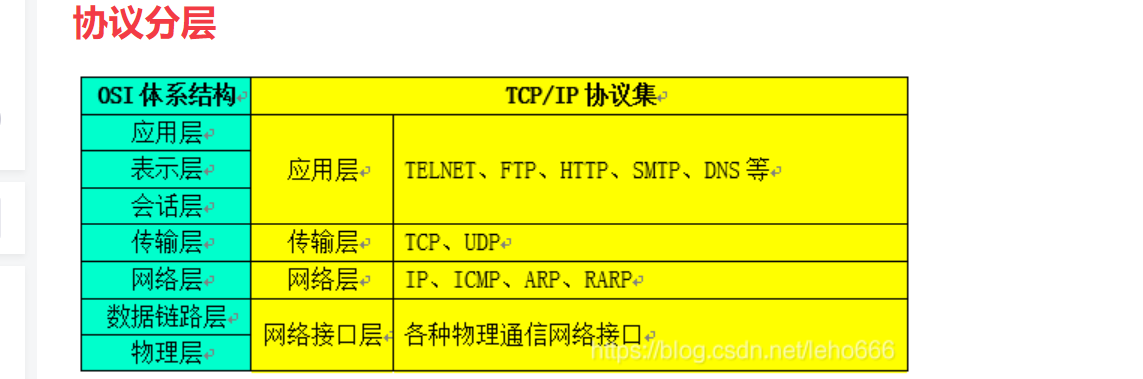 协议分层
OSI 体系结构 TCP/IP 协议集
应用层
表示层
应用层 TELNET、FTP、HTTP、SMTP、DNS 等
会话层
传输层 传输层 TCP、UDP
网络层 网络层 IP、ICMP、ARP、RARP
数据链路层
网络接口层 各种物理通信网络接口
物理层
https://blog.csdn.net/leho666